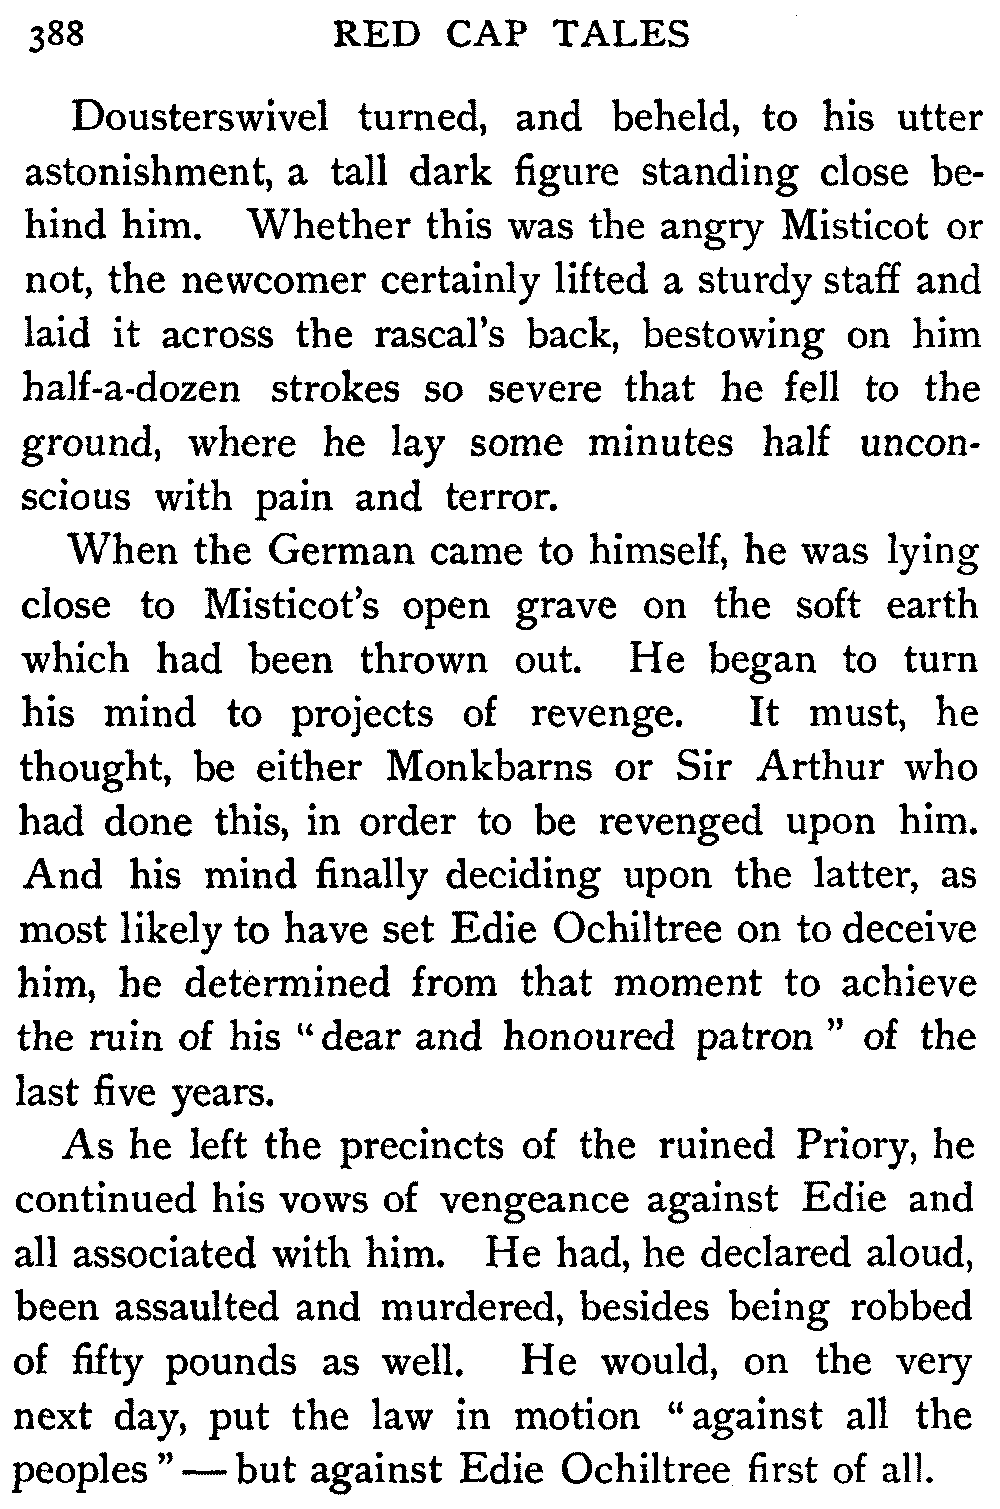 388 RED CAP TALES
Dousterswivel turned, and beheld, to his utter
astonishment, a tall dark figure standing close be-
hind him. Whether this was the angry Misticot or
not, the newcomer certainly lifted a sturdy staff and
laid it across the rascal's back, bestowing on him
half-a-dozen strokes so severe that he fell to the
ground, where he lay some minutes half uncon-
scious with pain and terror.
When the German came to himself, he was lying
close to Misticot's open grave on the soft earth
which had been thrown out. He began to turn
his mind to projects of revenge. It must, he
thought, be either Monkbarns or Sir Arthur who
had done this, in order to be revenged upon him.
And his mind finally deciding upon the latter, as
most likely to have set Edie Ochiltree on to deceive
him, he determined from that moment to achieve
the ruin of his "dear and honoured patron" of the
last five years.
As he left the precincts of the ruined Priory, he
continued his vows of vengeance against Edie and
all associated with him. He had, he declared aloud,
been assaulted and murdered, besides being robbed
of fifty pounds as well. He would, on the very
next day, put the law in motion "against all the
peoples"—but against Edie Ochiltree first of all.